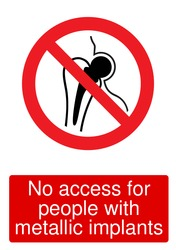 No access for
people with
metallic implants